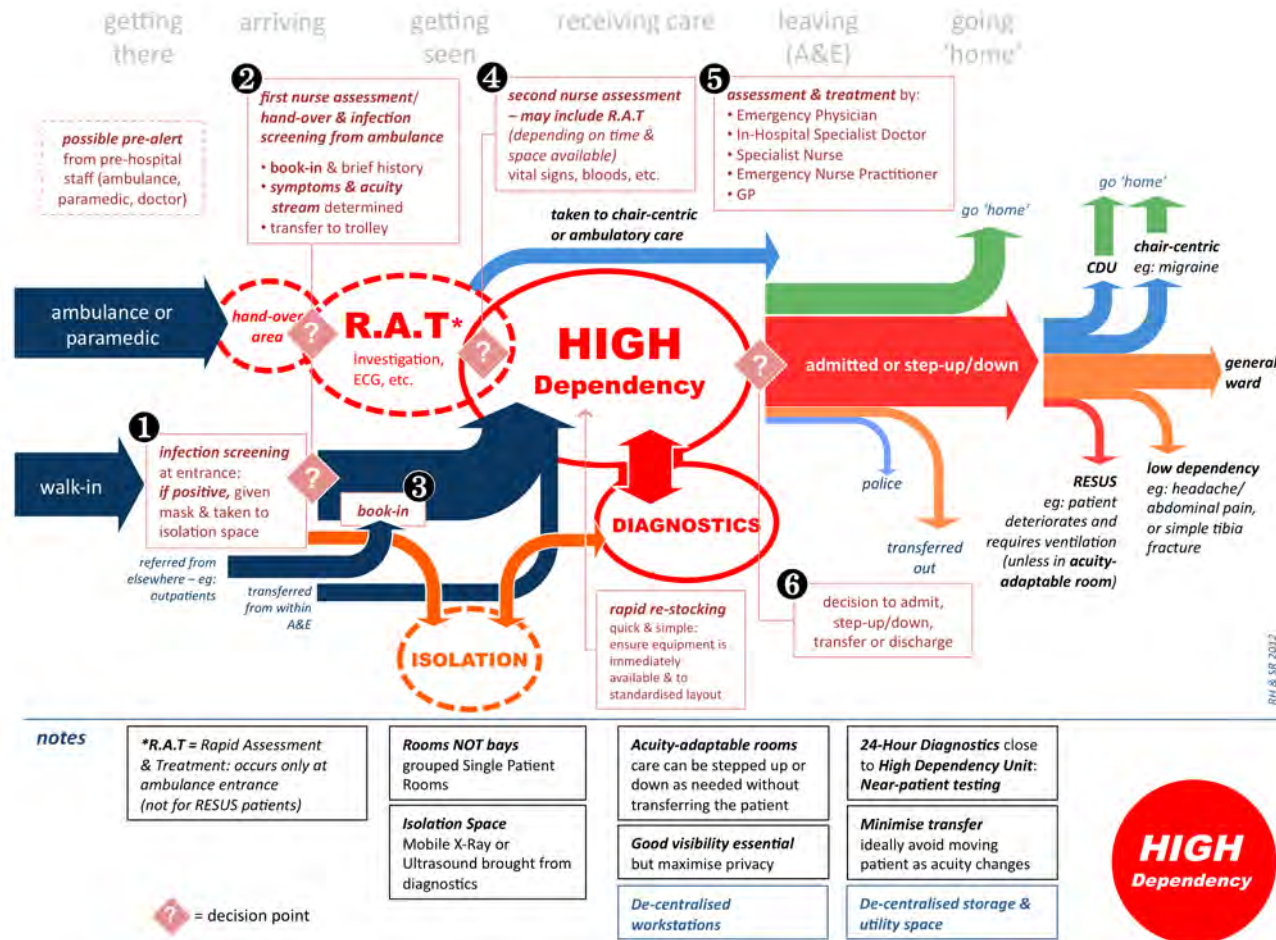 getting
there
arriving
getting
seen
receiving care
leaving
(A&E)
going
'home'
possible pre-alert
from pre-hospital
staff (ambulance,
paramedic, doctor)
2
first nurse assessment/
hand-over & infection
screening from ambulance
• book-in & brief history
• symptoms & acuity
stream determined
• transfer to trolley
4
second nurse assessment
– may include R.A.T
(depending on time &
space available)
vital signs, bloods, etc.
5
assessment & treatment by:
• Emergency Physician
• In-Hospital Specialist Doctor
• Specialist Nurse
• Emergency Nurse Practitioner
• GP
taken to chair-centric
or ambulatory care
go 'home'
go 'home'
CDU
chair-centric
eg: migraine
ambulance or
paramedic
hand-over
area
?
R.A.T*
Investigation,
ECG, etc.
?
HIGH
Dependency
?
admitted or step-up/down
general
ward
1
infection screening
at entrance;
if positive, given
mask & taken to
isolation space
walk-in
?
3
book-in
referred from
elsewhere – eg:
outpatients
transferred
from within
A&E
DIAGNOSTICS
ISOLATION
rapid re-stocking
quick & simple:
ensure equipment is
immediately
available & to
standardised layout
police
transferred
out
RESUS
eg: patient
deteriorates and
requires ventilation
(unless in acuity-
adaptable room)
low dependency
eg: headache/
abdominal pain,
or simple tibia
fracture
6
decision to admit,
step-up/down,
transfer or discharge
RH & SR 2012
notes
*R.A.T = Rapid Assessment
& Treatment: occurs only at
ambulance entrance
(not for RESUS patients)
Rooms NOT bays
grouped Single Patient
Rooms
Isolation Space
Mobile X-Ray or
Ultrasound brought from
diagnostics
Acuity-adaptable rooms
care can be stepped up or
down as needed without
transferring the patient
Good visibility essential
but maximise privacy
De-centralised
workstations
24-Hour Diagnostics close
to High Dependency Unit:
Near-patient testing
Minimise transfer
ideally avoid moving
patient as acuity changes
De-centralised storage &
utility space
HIGH
Dependency
? = decision point